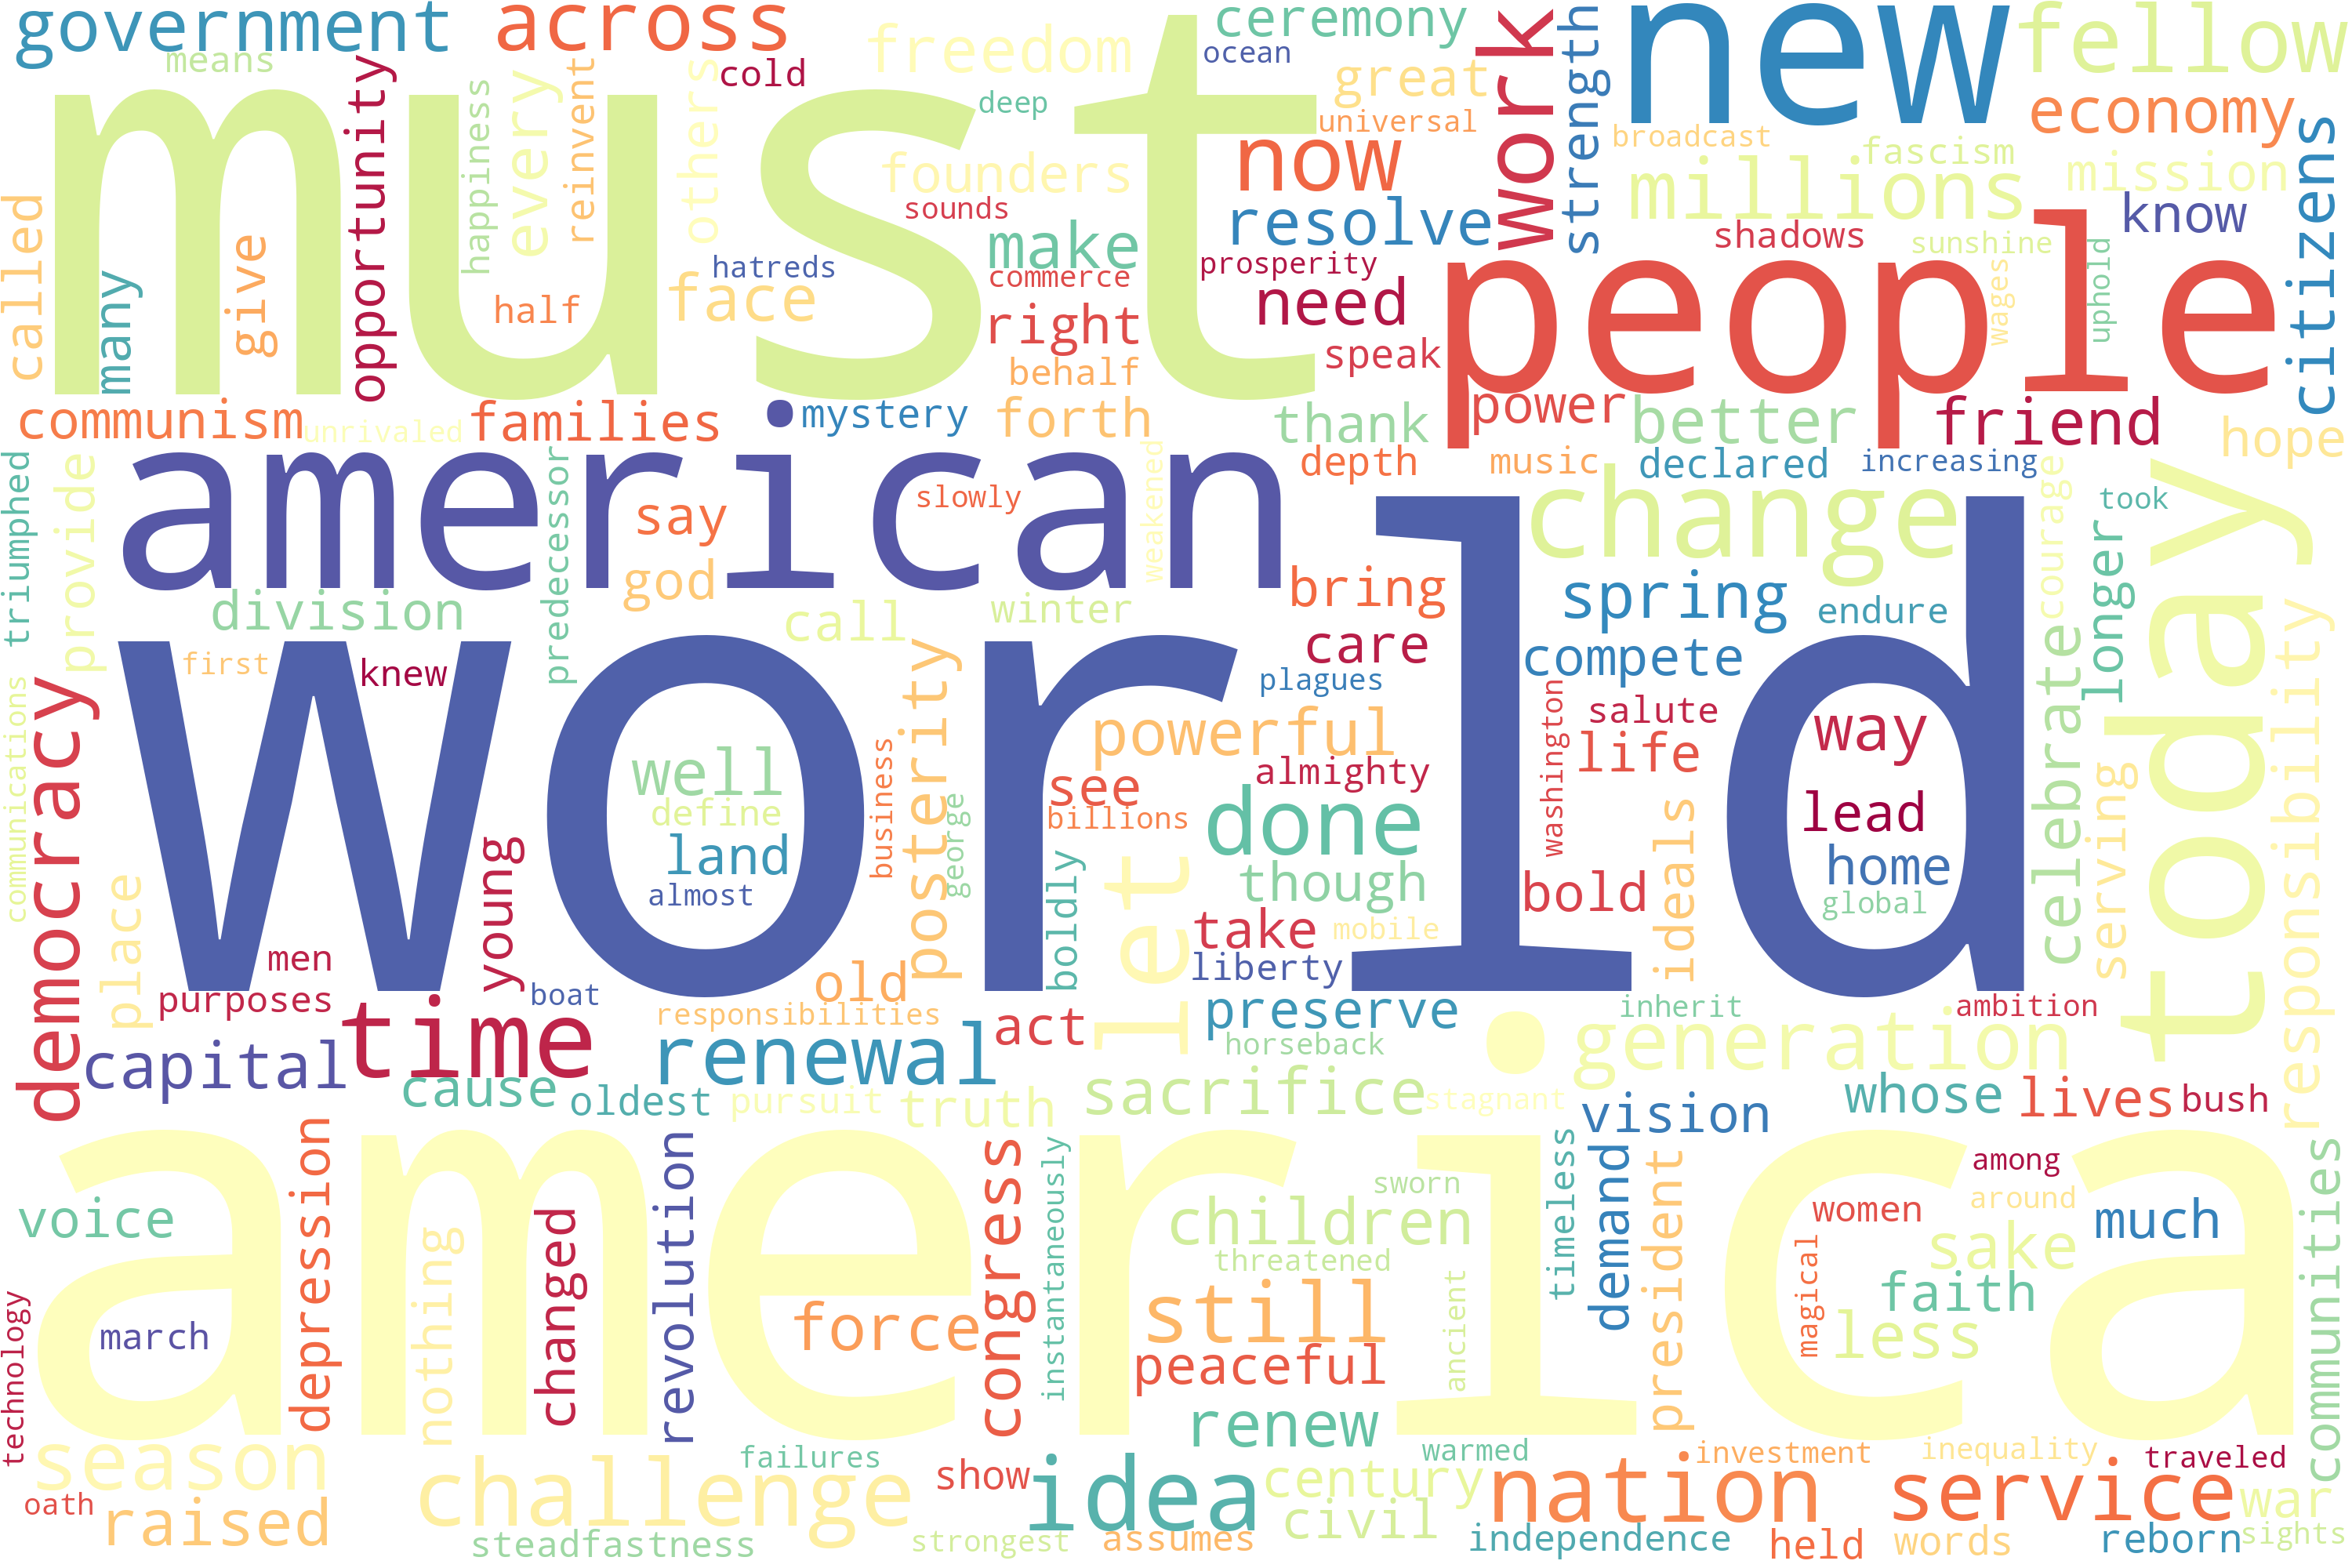 government
across
freedom
ceremony
ocean
work
strength
new
fellow
means
cold
great
economy
must
opportunity
happiness
every
reinvent
others
deep
universal
broadcast
fascism
mission
now
founders
millions
citizens
called
many
give
sounds
make
resolve
shadows
sunshine
know
hatreds
commerce
prosperity
people
wages
uphold
half
face
right
need
speak
behalf
communism
unrivaled
families
mystery
forth
thank
power
better
friend
hope
american
depth
music
declared
increasing
triumphed
provide
predecessor
say
slowly
weakened
change
courage
longer
took
today
god
bring
spring
endure
division
call
winter
care
compete
celebrate
responsibility
world
first
knew
plagues
salute
way
communications
democracy
posterity
powerful
washington
life
well
business
see
almighty
define
george
billions
done
lead
serving
young
land
let
ideals
home
place
almost
boldly
though
bold
global
men
old
take
mobile
liberty
purposes
boat
responsibilities
preserve
inherit
ambition
time
renewal
act
horseback
generation
capital
cause
oldest
pursuit
truth
sacrifice
stagnant
vision
whose
lives
bush
america
depression
revolution
congress
instantaneously
timeless
demand
president
among
communities
voice
nothing
changed
children
sworn
women
around
much
threatened
sake
technology
march
force
still
ancient
magical
faith
less
peaceful
season
challenge
failures
renew
warmed
investment
inequality
traveled
show
idea
century
nation
service
war
oath
raised
steadfastness
strongest
assumes
civil
independence
held
words
reborn
sights